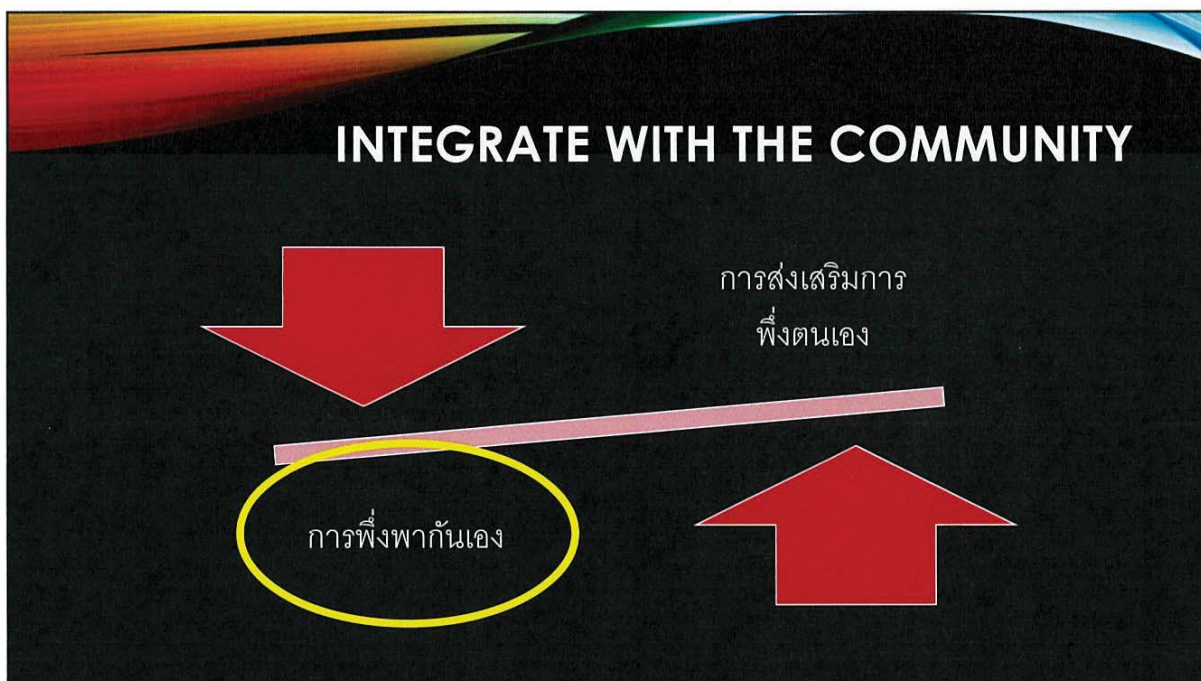 INTEGRATE WITH THE COMMUNITY
การส่งเสริมการ
พึ่งตนเอง
การพึ่งพากันเอง